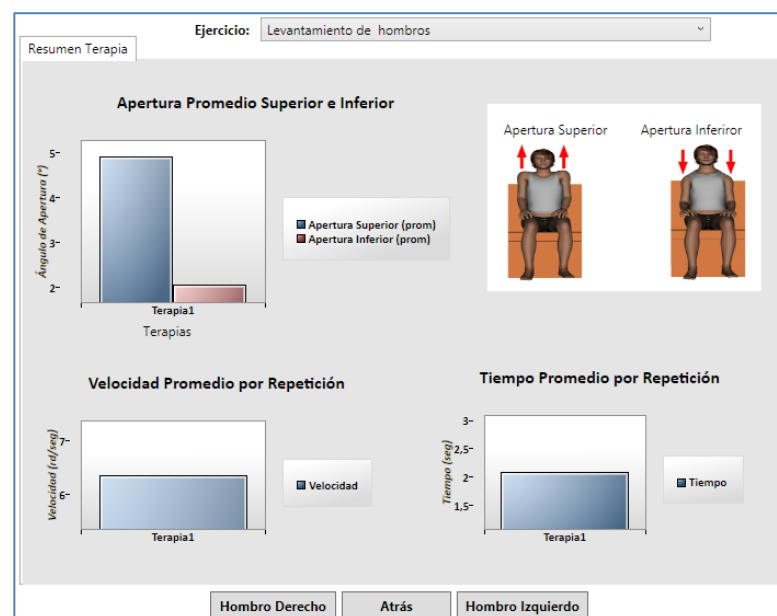 Ejercicio: Levantamiento de hombros
Resumen Terapia
Apertura Promedio Superior e Inferior
Ángulo de Apertura (°)
5
4
3
2
Terapia1
Terapias
Apertura Superior (prom)
Apertura Inferior (prom)
Apertura Superior Apertura Inferiror
Velocidad Promedio por Repetición
Velocidad (rd/seg)
7
6
Terapia1
Velocidad
Tiempo Promedio por Repetición
Tiempo (seg)
3
2,5
2
1,5
Terapia1
Tiempo
Hombro Derecho Atrás Hombro Izquierdo